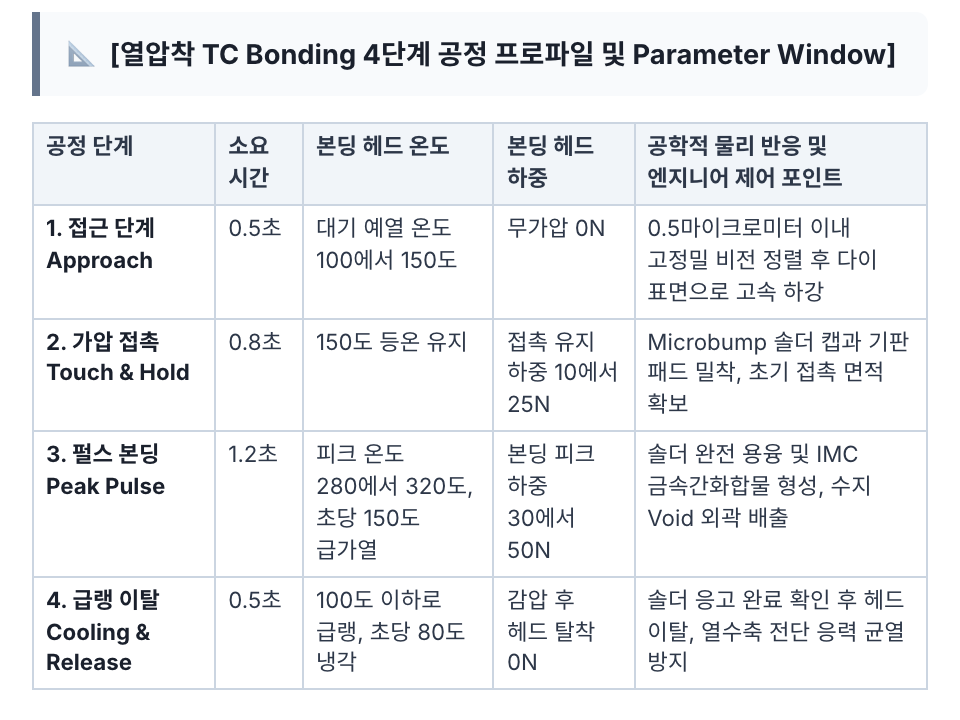 [열압착 TC Bonding 4단계 공정 프로파일 및 Parameter Window]
공정 단계
소요
시간
본딩 헤드 온도
본딩 헤드
하중
공학적 물리 반응 및
엔지니어 제어 포인트
1. 접근 단계
Approach
0.5초
대기 예열 온도
100에서 150도
무가압 0N
0.5마이크로미터 이내
고정밀 비전 정렬 후 다이
표면으로 고속 하강
2. 가압 접촉
Touch & Hold
0.8초
150도 등온 유지
접촉 유지
하중 10에서
25N
Microbump 솔더 캡과 기판
패드 밀착, 초기 접촉 면적
확보
3. 펄스 본딩
Peak Pulse
1.2초
피크 온도
280에서 320도,
초당 150도
급가열
본딩 피크
하중
30에서
50N
솔더 완전 용융 및 IMC
금속간화합물 형성, 수지
Void 외곽 배출
4. 급랭 이탈
Cooling &
Release
0.5초
100도 이하로
급랭, 초당 80도
냉각
감압 후
헤드 탈착
0N
솔더 응고 완료 확인 후 헤드
이탈, 열수축 전단 응력 균열
방지